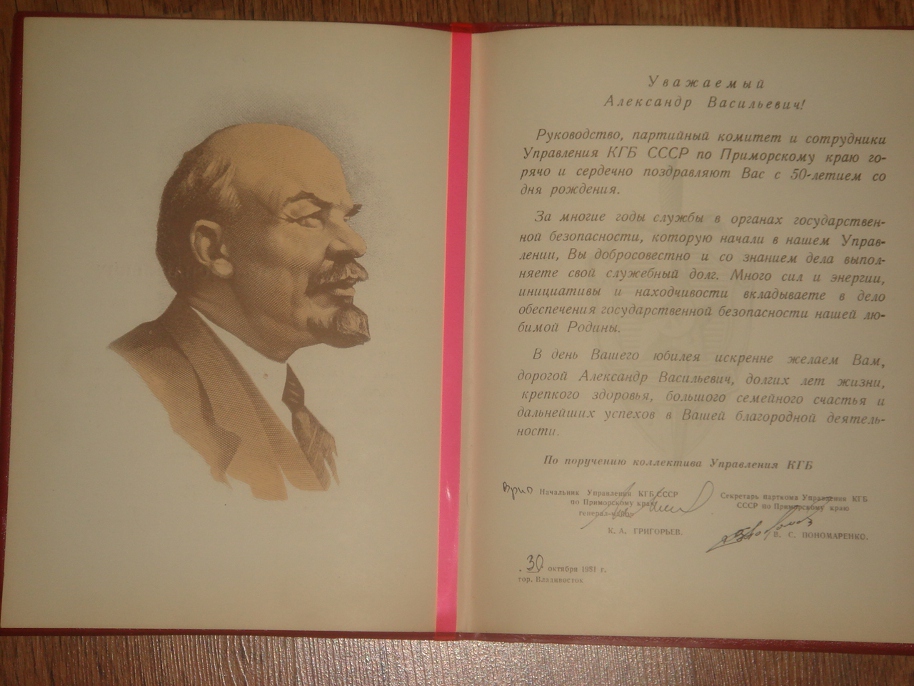 Уважаемый
Александр Васильевич!
Руководство, партийный комитет и сотрудники
Управления КГБ СССР по Приморскому краю го-
рячо и сердечно поздравляют Вас с 50-летием со
дня рождения.
За многие годы службы в органах государствен-
ной безопасности, которую начали в нашем Управ-
лении, Вы добросовестно и со знанием дела выпол-
няете свой служебный долг. Много сил и энергии,
инициативы и находчивости вкладываете в дело
обеспечения государственной безопасности нашей лю-
бимой Родины.
В день Вашего юбилея искренне желаем Вам,
дорогой Александр Васильевич, долгих лет жизни,
крепкого здоровья, большого семейного счастья и
дальнейших успехов в Вашей благородной деятель-
ности.
По поручению коллектива Управления КГБ
Врио Начальник Управления КГБ СССР
по Приморскому краю
генерал-майор
К. А. ГРИГОРЬЕВ.
Секретарь парткома Управления КГБ
СССР по Приморскому краю
В. С. ПОНОМАРЕНКО.
30 октября 1981 г.
гор. Владивосток